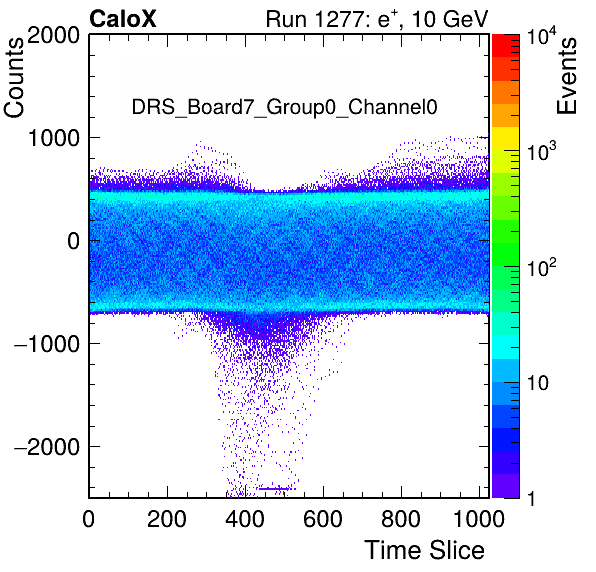 CaloX Run 1277: e⁺, 10 GeV
Counts
Events
DRS_Board7_Group0_Channel0
2000
1000
0
−1000
−2000
0 200 400 600 800 1000
Time Slice
10⁴
10³
10²
10
1